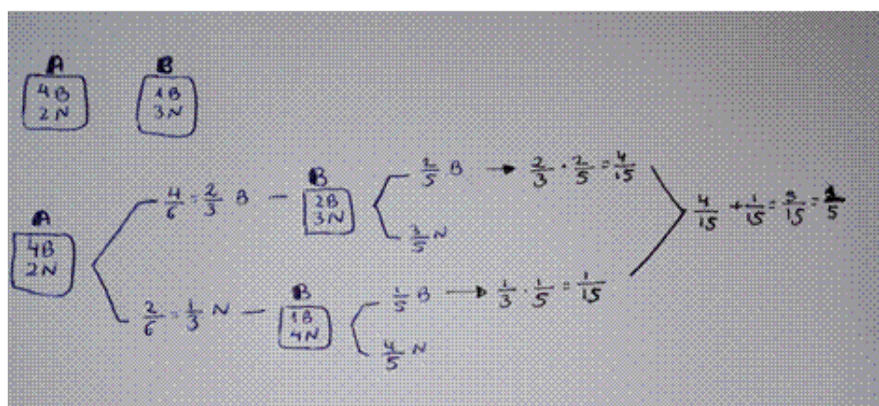 A B
4B 1B
2N 3N
2/5 B → 2/3 · 2/5 = 4/15
B
4/6 = 2/3 B — 2B
3N
3/5 N
A
4B
2N
4/15 + 1/15 = 5/15 =
B
1/5 B → 1/3 · 1/5 = 1/15
2/6 = 1/3 N — 1B
4N
4/5 N